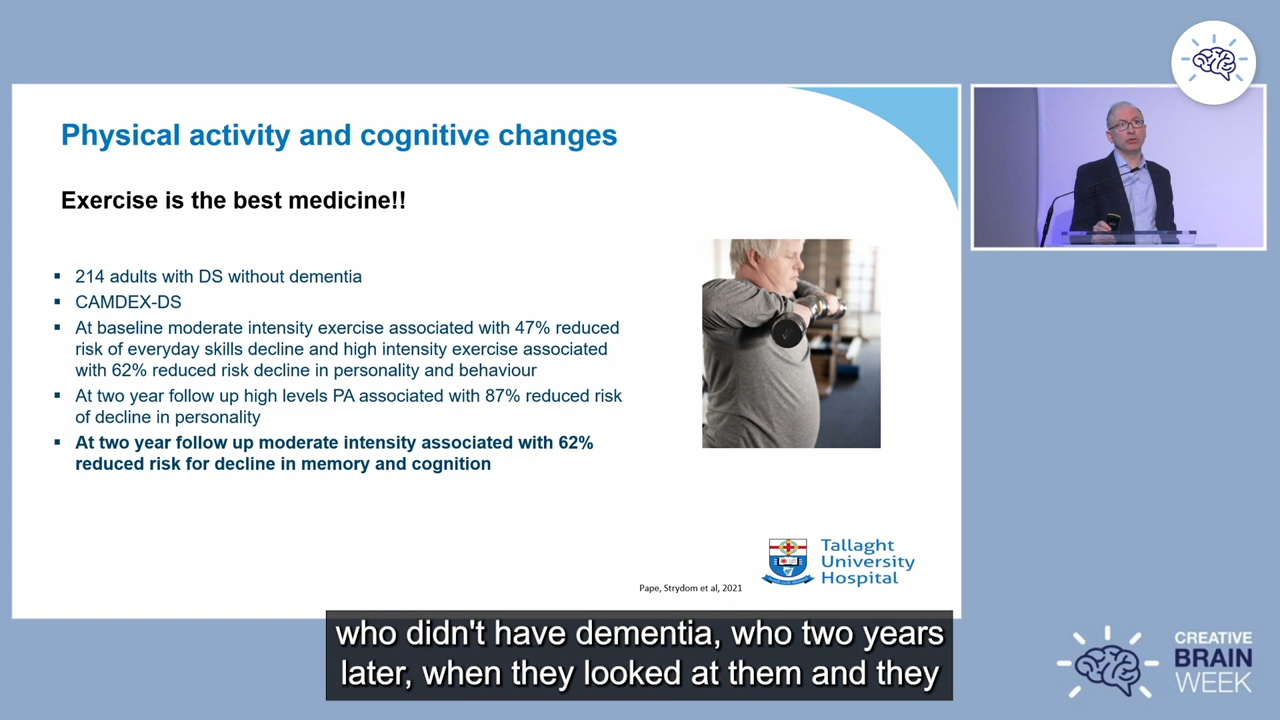 Physical activity and cognitive changes
Exercise is the best medicine!!
▪ 214 adults with DS without dementia
▪ CAMDEX-DS
▪ At baseline moderate intensity exercise associated with 47% reduced
risk of everyday skills decline and high intensity exercise associated
with 62% reduced risk decline in personality and behaviour
▪ At two year follow up high levels PA associated with 87% reduced risk
of decline in personality
▪ At two year follow up moderate intensity associated with 62%
reduced risk for decline in memory and cognition
Tallaght
University
Hospital
Pape, Strydom et al, 2021
who didn't have dementia, who two years
later, when they looked at them and they
CREATIVE
BRAIN
WEEK